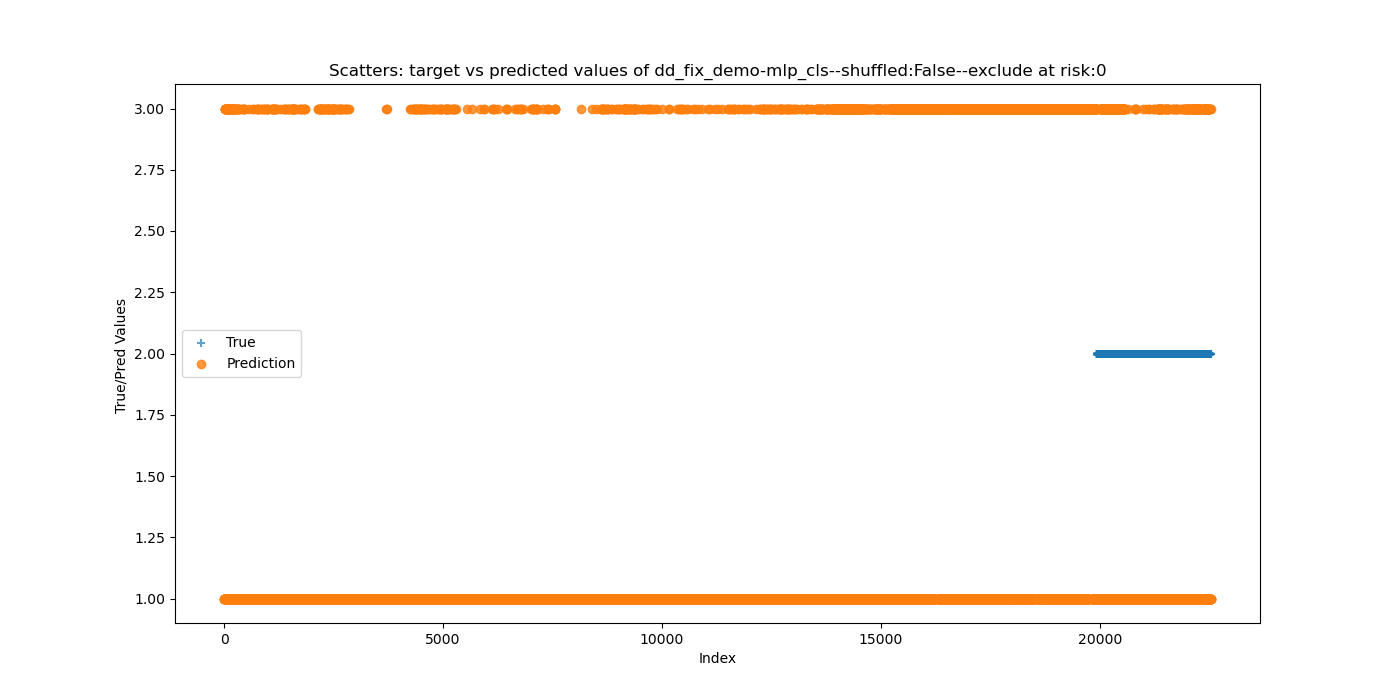 Scatters: target vs predicted values of dd_fix_demo-mlp_cls--shuffled:False--exclude at risk:0
3.00
2.75
2.50
2.25
2.00
1.75
1.50
1.25
1.00
True/Pred Values
True
Prediction
0
5000
10000
15000
20000
Index